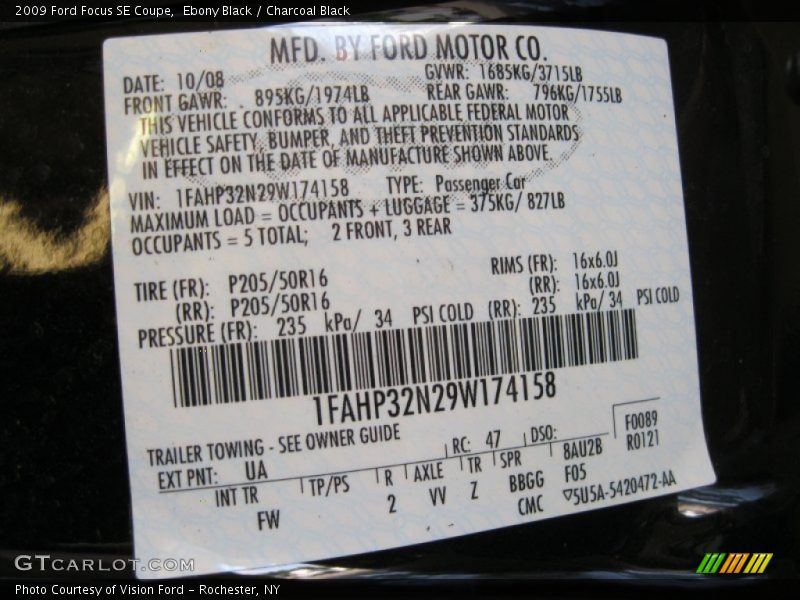 2009 Ford Focus SE Coupe, Ebony Black / Charcoal Black
MFD. BY FORD MOTOR CO.
DATE: 10/08 GVWR: 1685KG/3715LB
FRONT GAWR: 895KG/1974LB REAR GAWR: 796KG/1755LB
THIS VEHICLE CONFORMS TO ALL APPLICABLE FEDERAL MOTOR
VEHICLE SAFETY, BUMPER, AND THEFT PREVENTION STANDARDS
IN EFFECT ON THE DATE OF MANUFACTURE SHOWN ABOVE.
VIN: 1FAHP32N29W174158 TYPE: Passenger Car
MAXIMUM LOAD = OCCUPANTS + LUGGAGE = 375KG/ 827LB
OCCUPANTS = 5 TOTAL; 2 FRONT, 3 REAR
TIRE (FR): P205/50R16 RIMS (FR): 16x6.0J
(RR): P205/50R16 (RR): 16x6.0J
PRESSURE (FR): 235 kPa/ 34 PSI COLD (RR): 235 kPa/ 34 PSI COLD
1FAHP32N29W174158
TRAILER TOWING - SEE OWNER GUIDE RC: 47 DSO: F0089
EXT PNT: UA 8AU2B R0121
INT TR TP/PS R AXLE TR SPR F05
FW 2 VV Z BBGG
CMC ▽5U5A-5420472-AA
GTCARLOT.COM
Photo Courtesy of Vision Ford – Rochester, NY